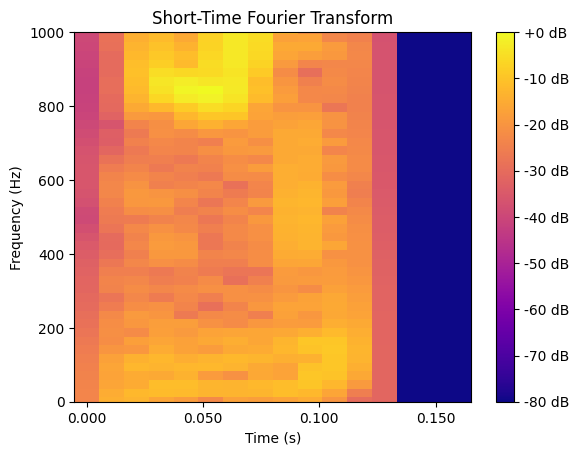 Short-Time Fourier Transform
1000
800
600
400
200
0
Frequency (Hz)
0.000
0.050
0.100
0.150
Time (s)
+0 dB
-10 dB
-20 dB
-30 dB
-40 dB
-50 dB
-60 dB
-70 dB
-80 dB